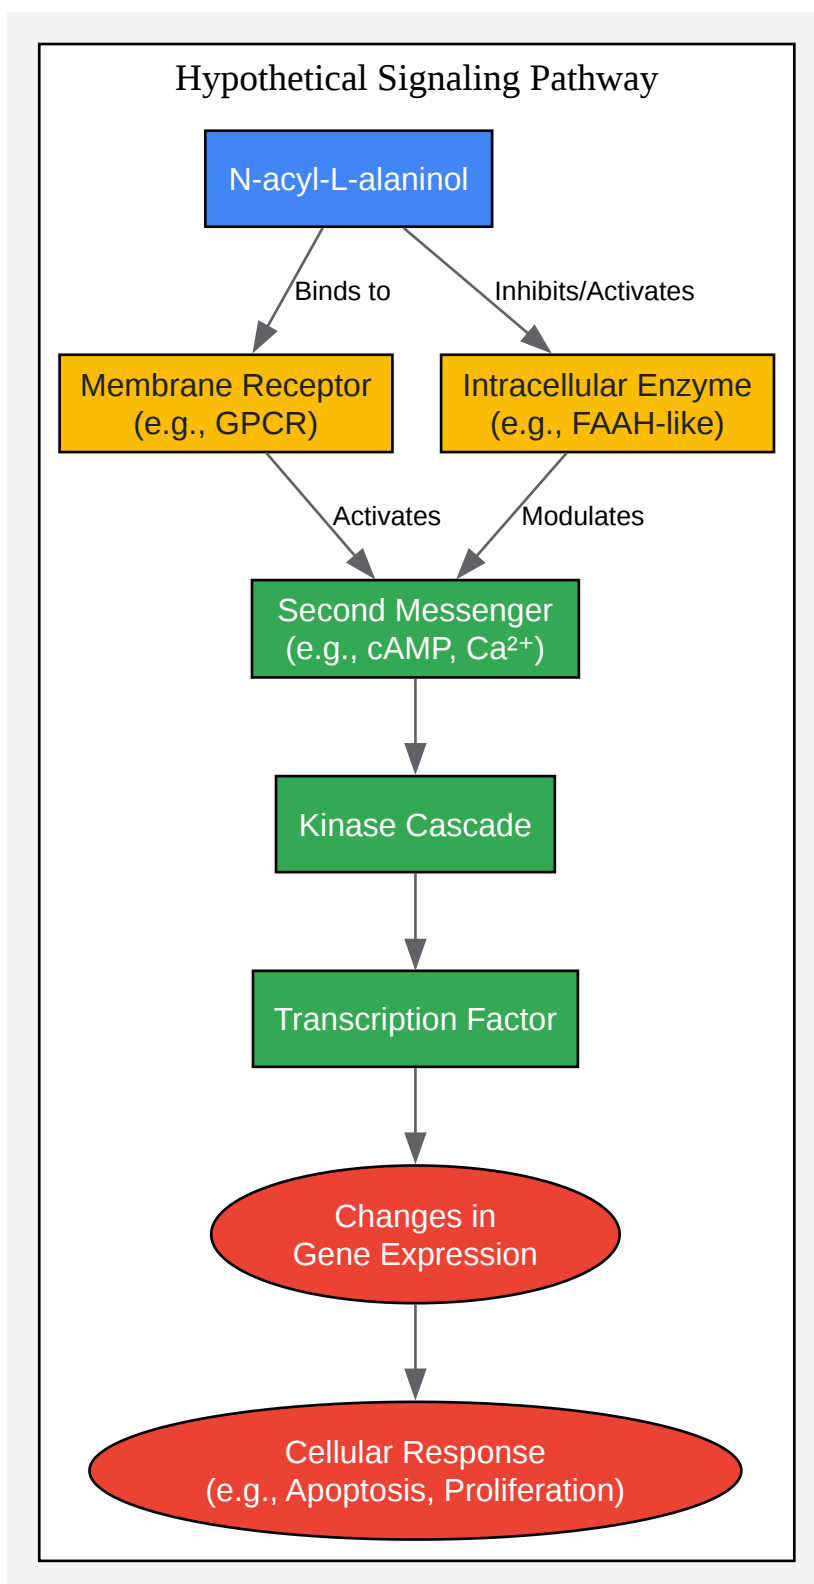 Hypothetical Signaling Pathway
N-acyl-L-alaninol
Binds to
Inhibits/Activates
Membrane Receptor
(e.g., GPCR)
Intracellular Enzyme
(e.g., FAAH-like)
Activates
Modulates
Second Messenger
(e.g., cAMP, Ca²⁺)
Kinase Cascade
Transcription Factor
Changes in
Gene Expression
Cellular Response
(e.g., Apoptosis, Proliferation)